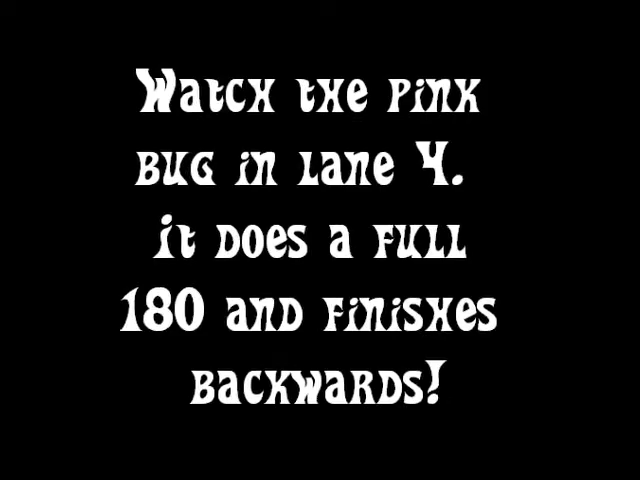 Watch the pink
bug in lane 4.
it does a full
180 and finishes
backwards!